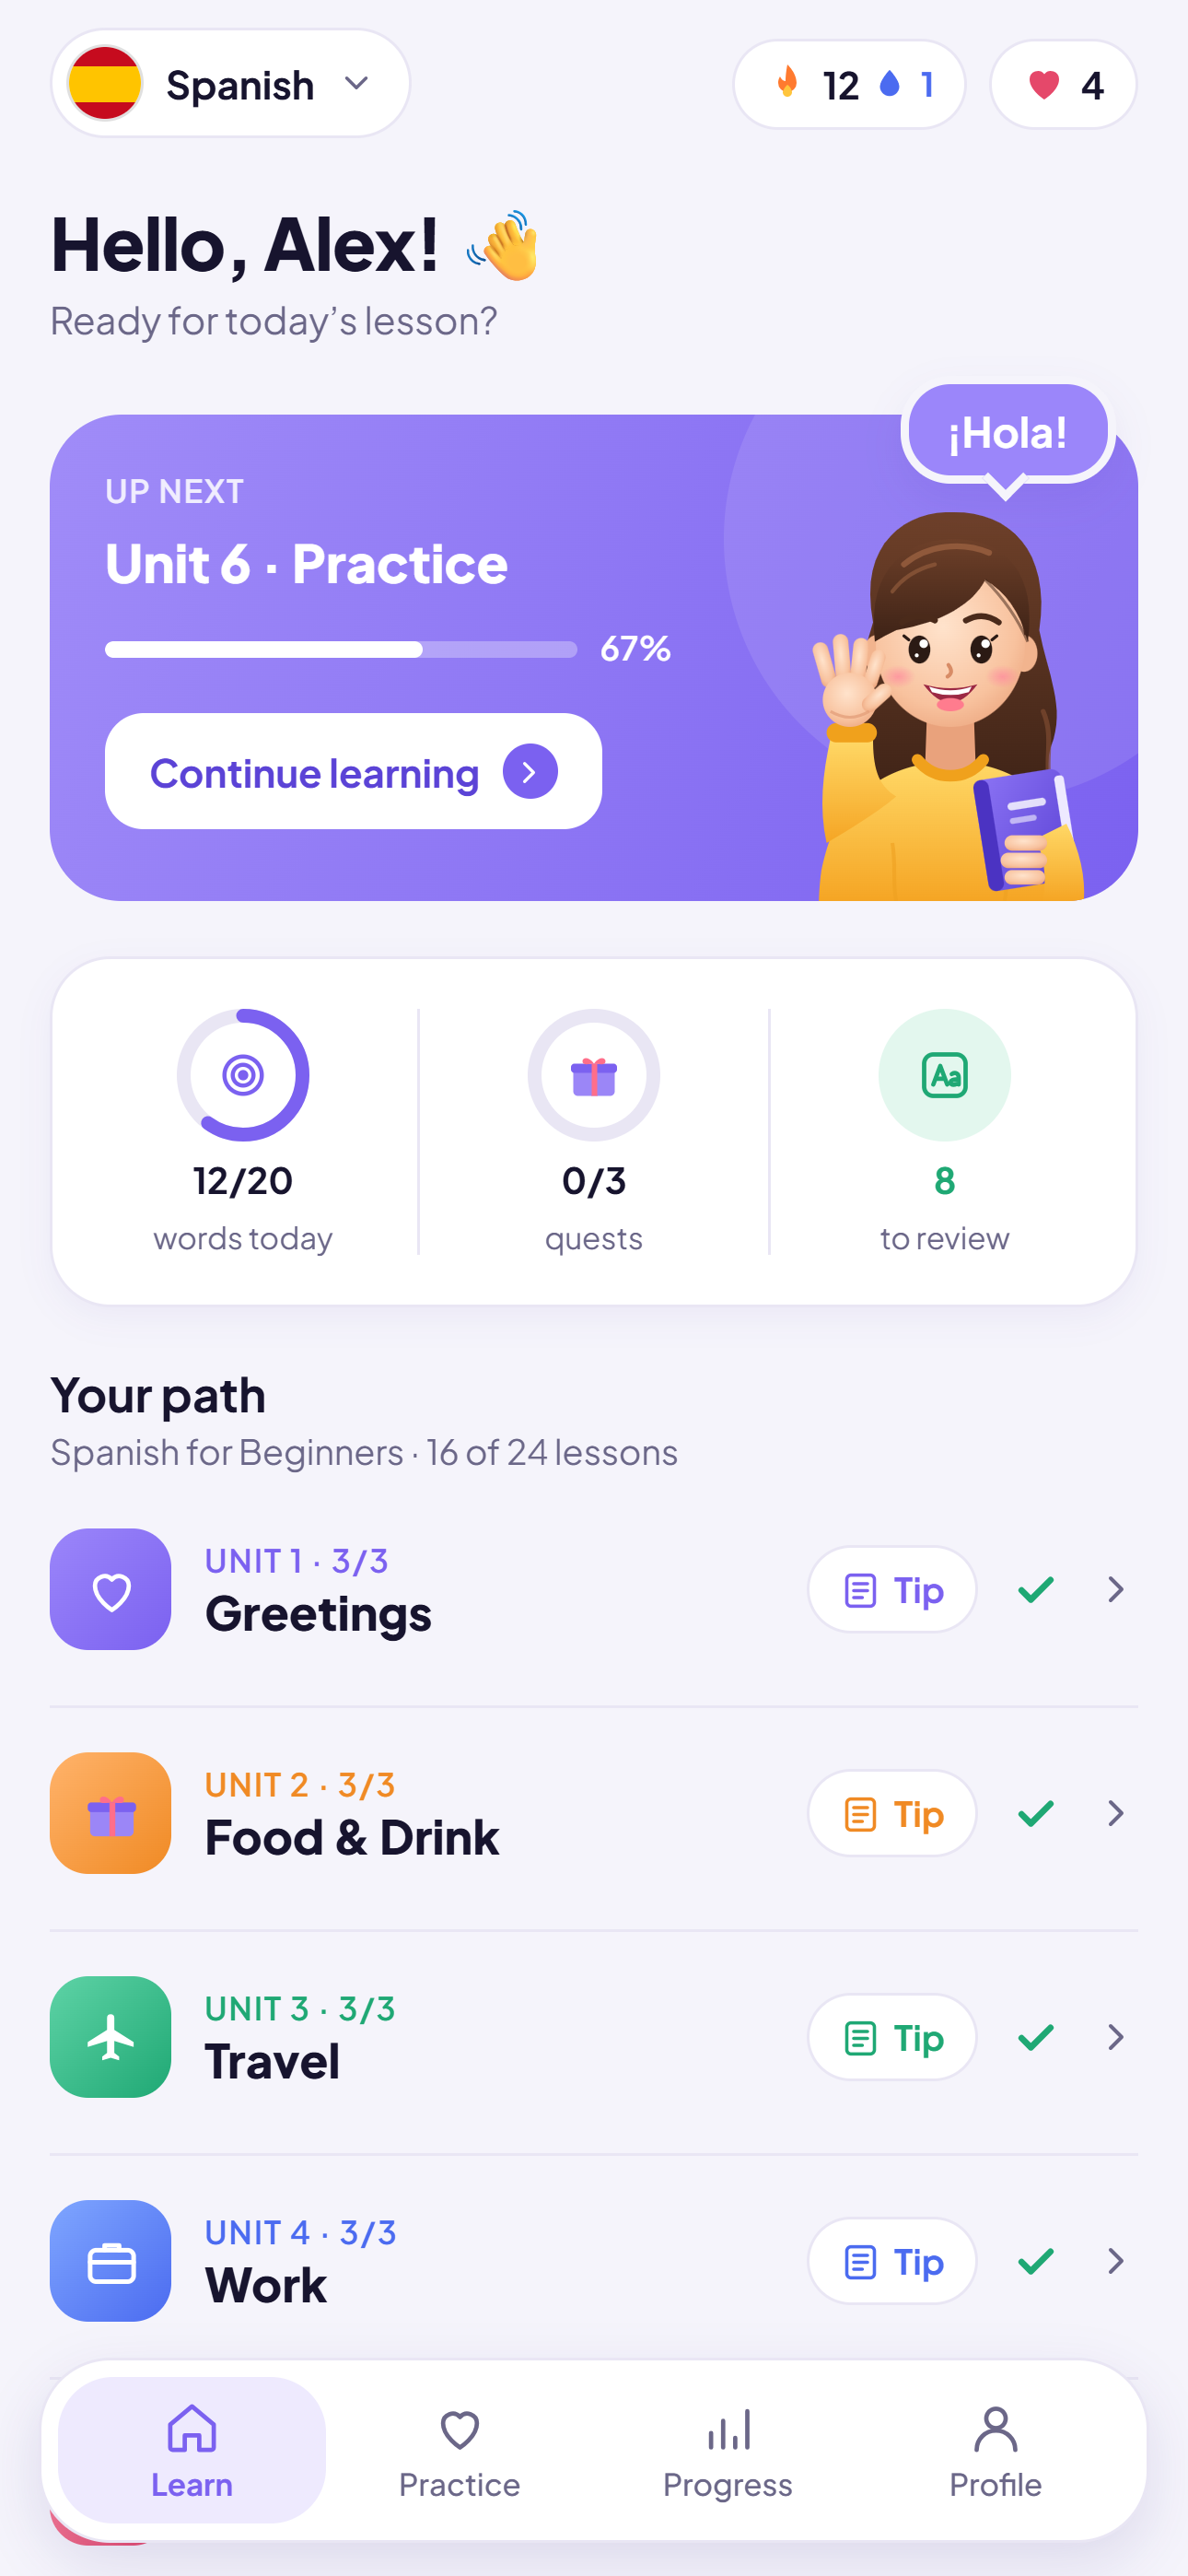 Spanish
12 1
4
Hello, Alex!
Ready for today’s lesson?
¡Hola!
UP NEXT
Unit 6 · Practice
67%
Continue learning
Aa
12/20
words today
0/3
quests
8
to review
Your path
Spanish for Beginners · 16 of 24 lessons
UNIT 1 · 3/3
Greetings
Tip
UNIT 2 · 3/3
Food & Drink
Tip
UNIT 3 · 3/3
Travel
Tip
UNIT 4 · 3/3
Work
Tip
Learn
Practice
Progress
Profile